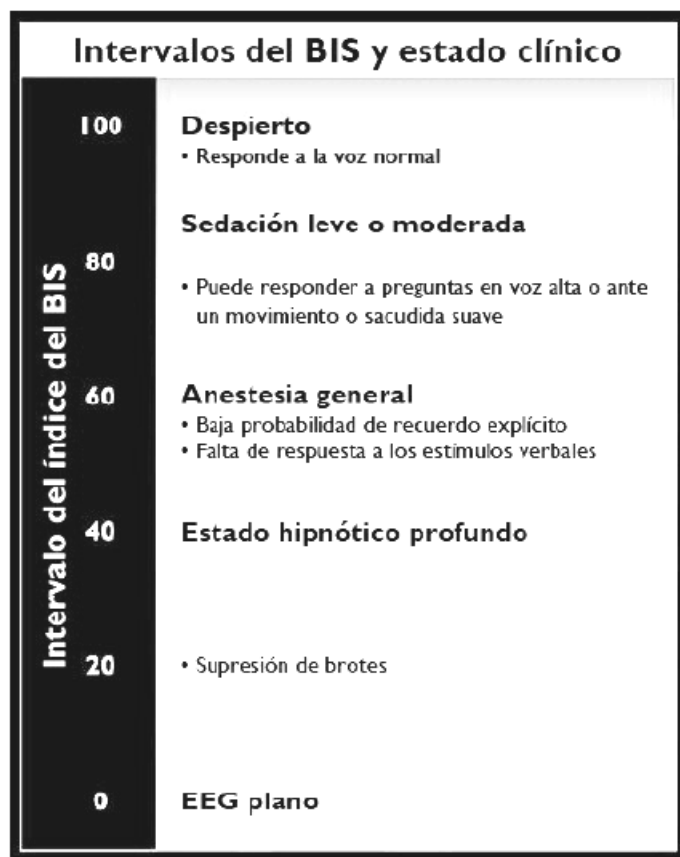 Intervalos del BIS y estado clínico
Intervalo del índice del BIS
100
Despierto
• Responde a la voz normal
Sedación leve o moderada
80
• Puede responder a preguntas en voz alta o ante
un movimiento o sacudida suave
60
Anestesia general
• Baja probabilidad de recuerdo explícito
• Falta de respuesta a los estímulos verbales
40
Estado hipnótico profundo
20
• Supresión de brotes
0
EEG plano